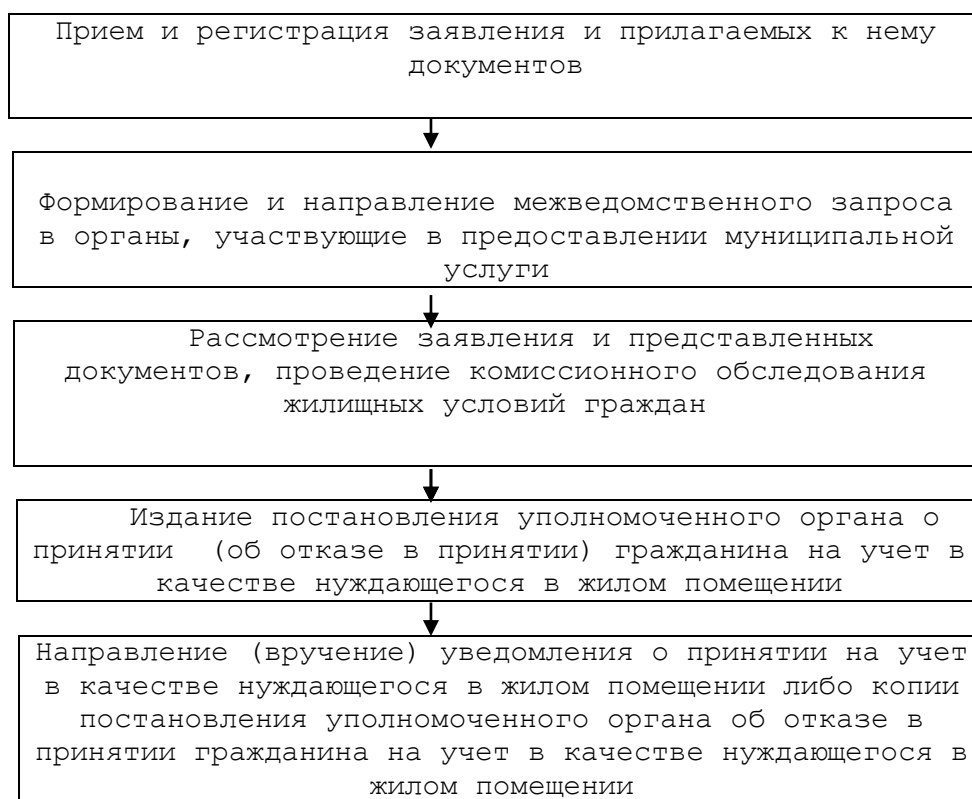 Прием и регистрация заявления и прилагаемых к нему
документов
Формирование и направление межведомственного запроса
в органы, участвующие в предоставлении муниципальной
услуги
Рассмотрение заявления и представленных
документов, проведение комиссионного обследования
жилищных условий граждан
Издание постановления уполномоченного органа о
принятии (об отказе в принятии) гражданина на учет в
качестве нуждающегося в жилом помещении
Направление (вручение) уведомления о принятии на учет
в качестве нуждающегося в жилом помещении либо копии
постановления уполномоченного органа об отказе в
принятии гражданина на учет в качестве нуждающегося в
жилом помещении